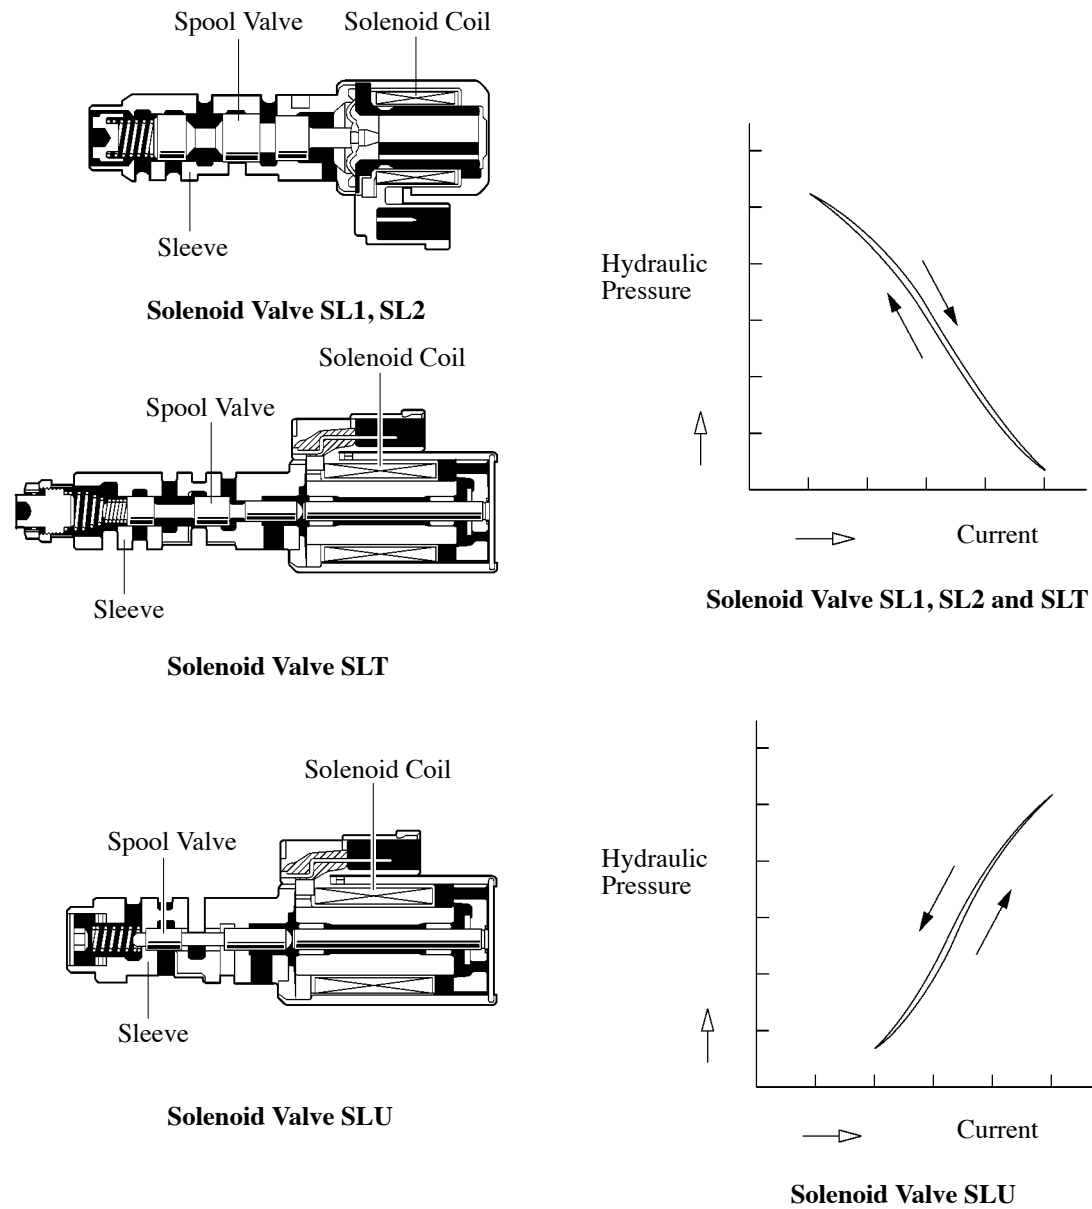 Spool Valve
Solenoid Coil
Sleeve
Solenoid Valve SL1, SL2
Solenoid Coil
Spool Valve
Sleeve
Solenoid Valve SLT
Hydraulic
Pressure
Current
Solenoid Valve SL1, SL2 and SLT
Solenoid Coil
Spool Valve
Sleeve
Solenoid Valve SLU
Hydraulic
Pressure
Current
Solenoid Valve SLU